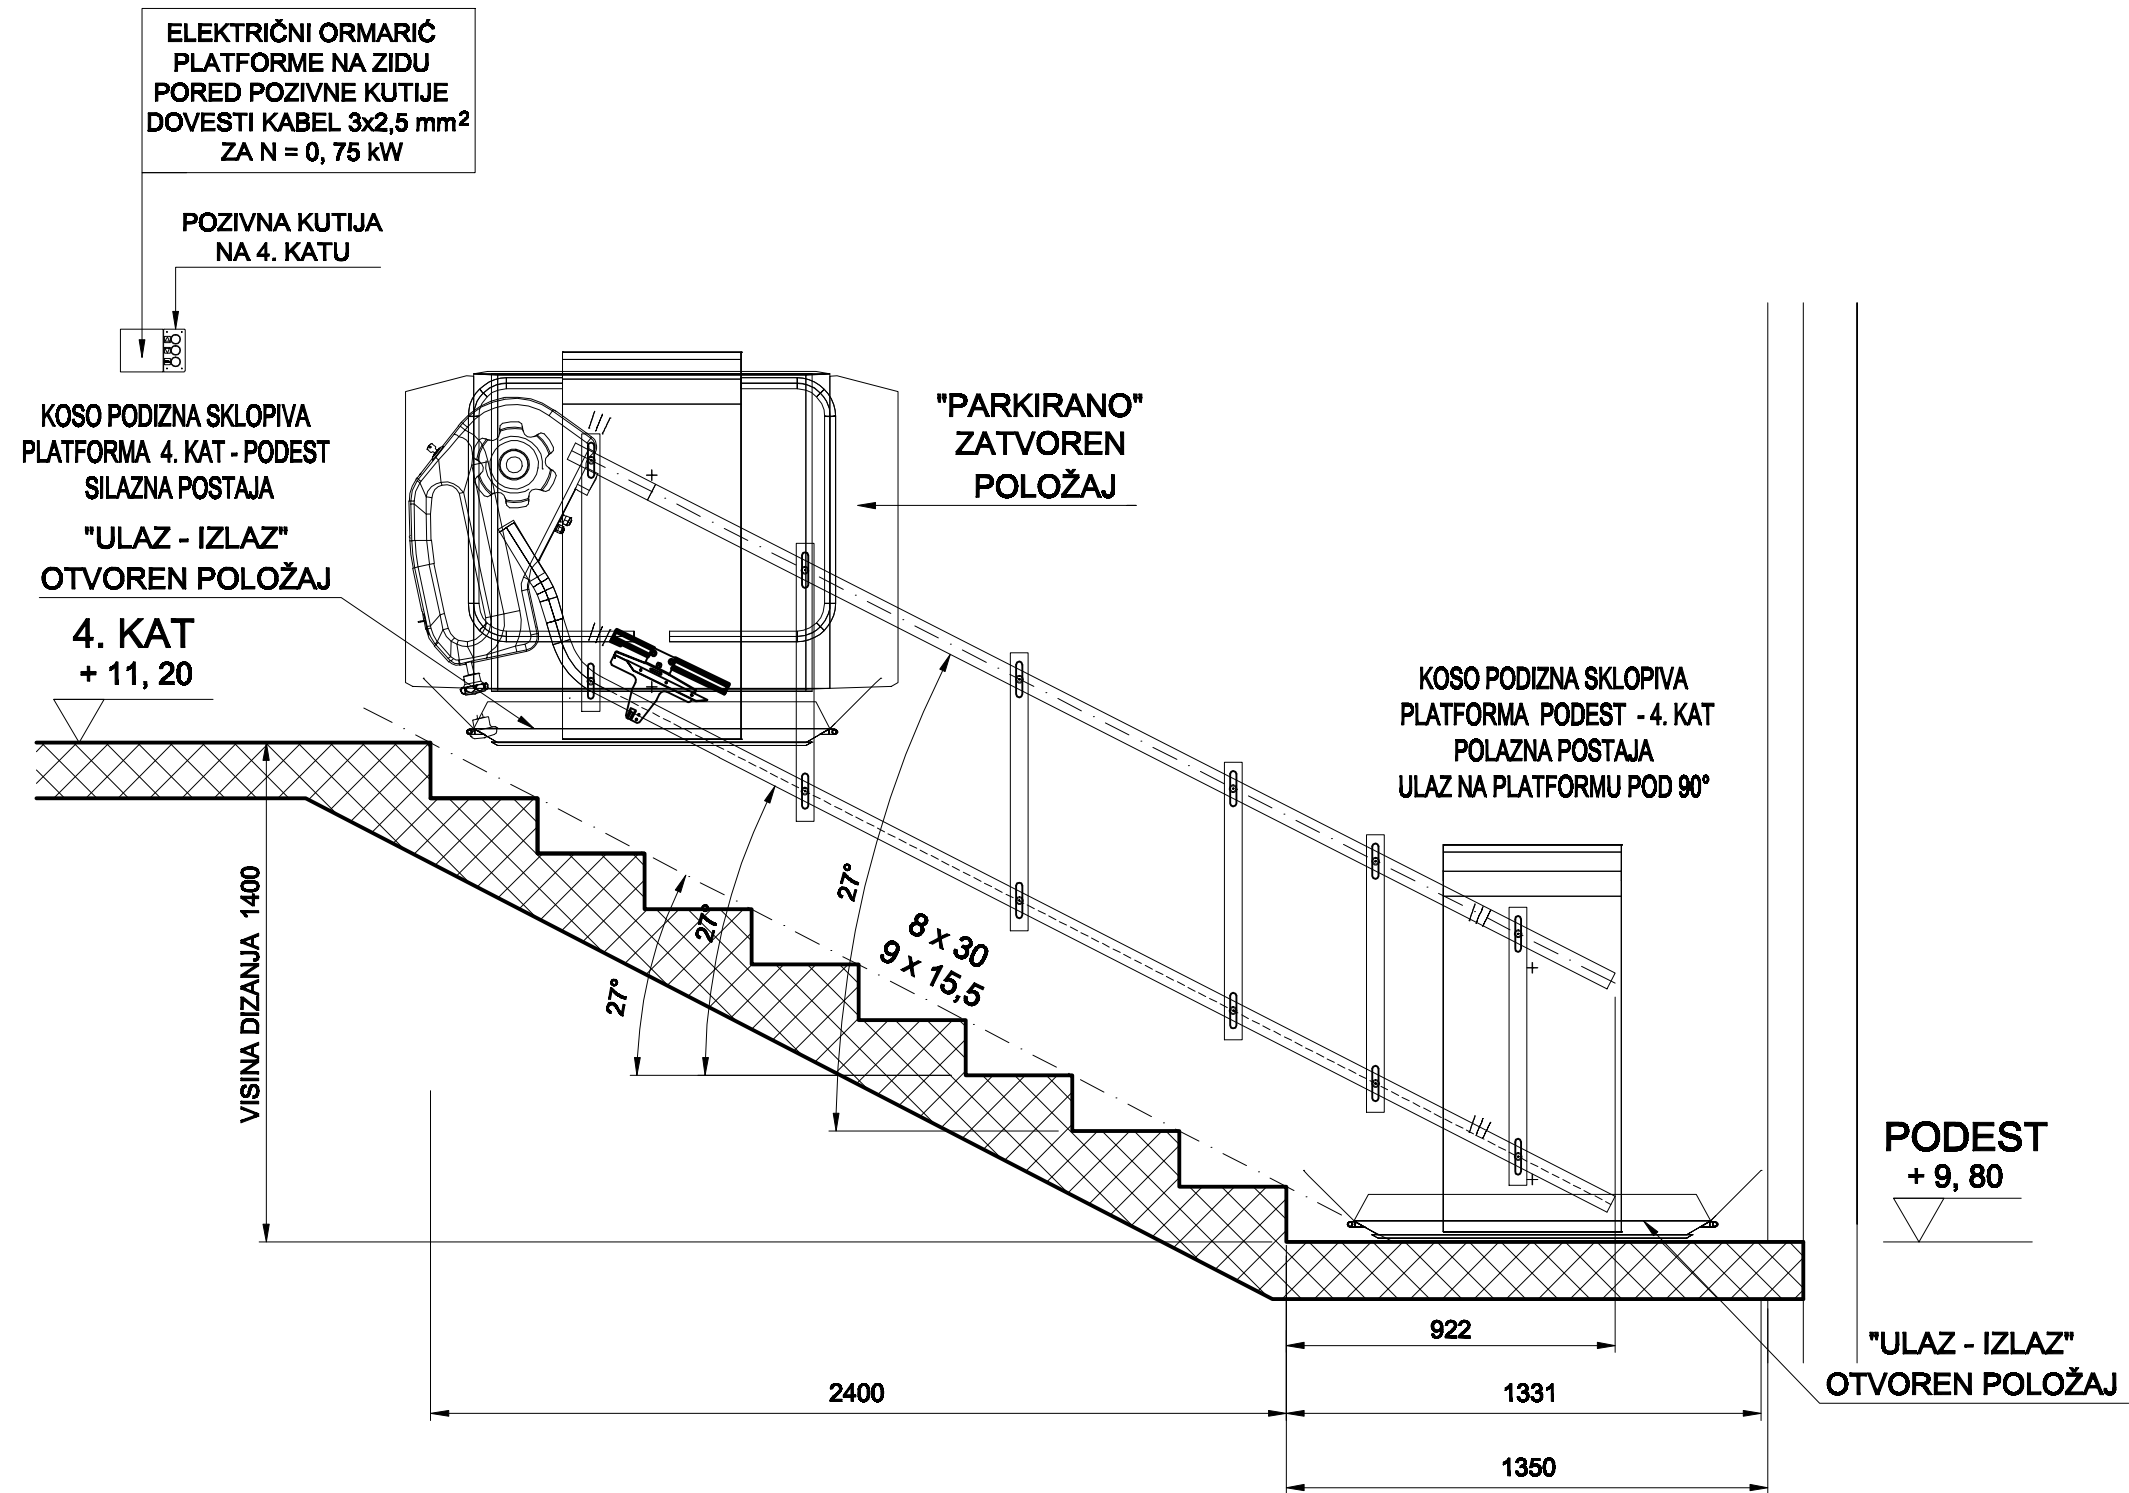 ELEKTRIČNI ORMARIĆ
PLATFORME NA ZIDU
PORED POZIVNE KUTIJE
DOVESTI KABEL 3x2,5 mm²
ZA N = 0, 75 kW
POZIVNA KUTIJA
NA 4. KATU
KOSO PODIZNA SKLOPIVA
PLATFORMA 4. KAT - PODEST
SILAZNA POSTAJA
"ULAZ - IZLAZ"
OTVOREN POLOŽAJ
4. KAT
+ 11, 20
"PARKIRANO"
ZATVOREN
POLOŽAJ
KOSO PODIZNA SKLOPIVA
PLATFORMA PODEST - 4. KAT
POLAZNA POSTAJA
ULAZ NA PLATFORMU POD 90°
VISINA DIZANJA 1400
27°
27°
27°
8 x 30
9 x 15,5
PODEST
+ 9, 80
922
"ULAZ - IZLAZ"
OTVOREN POLOŽAJ
2400
1331
1350